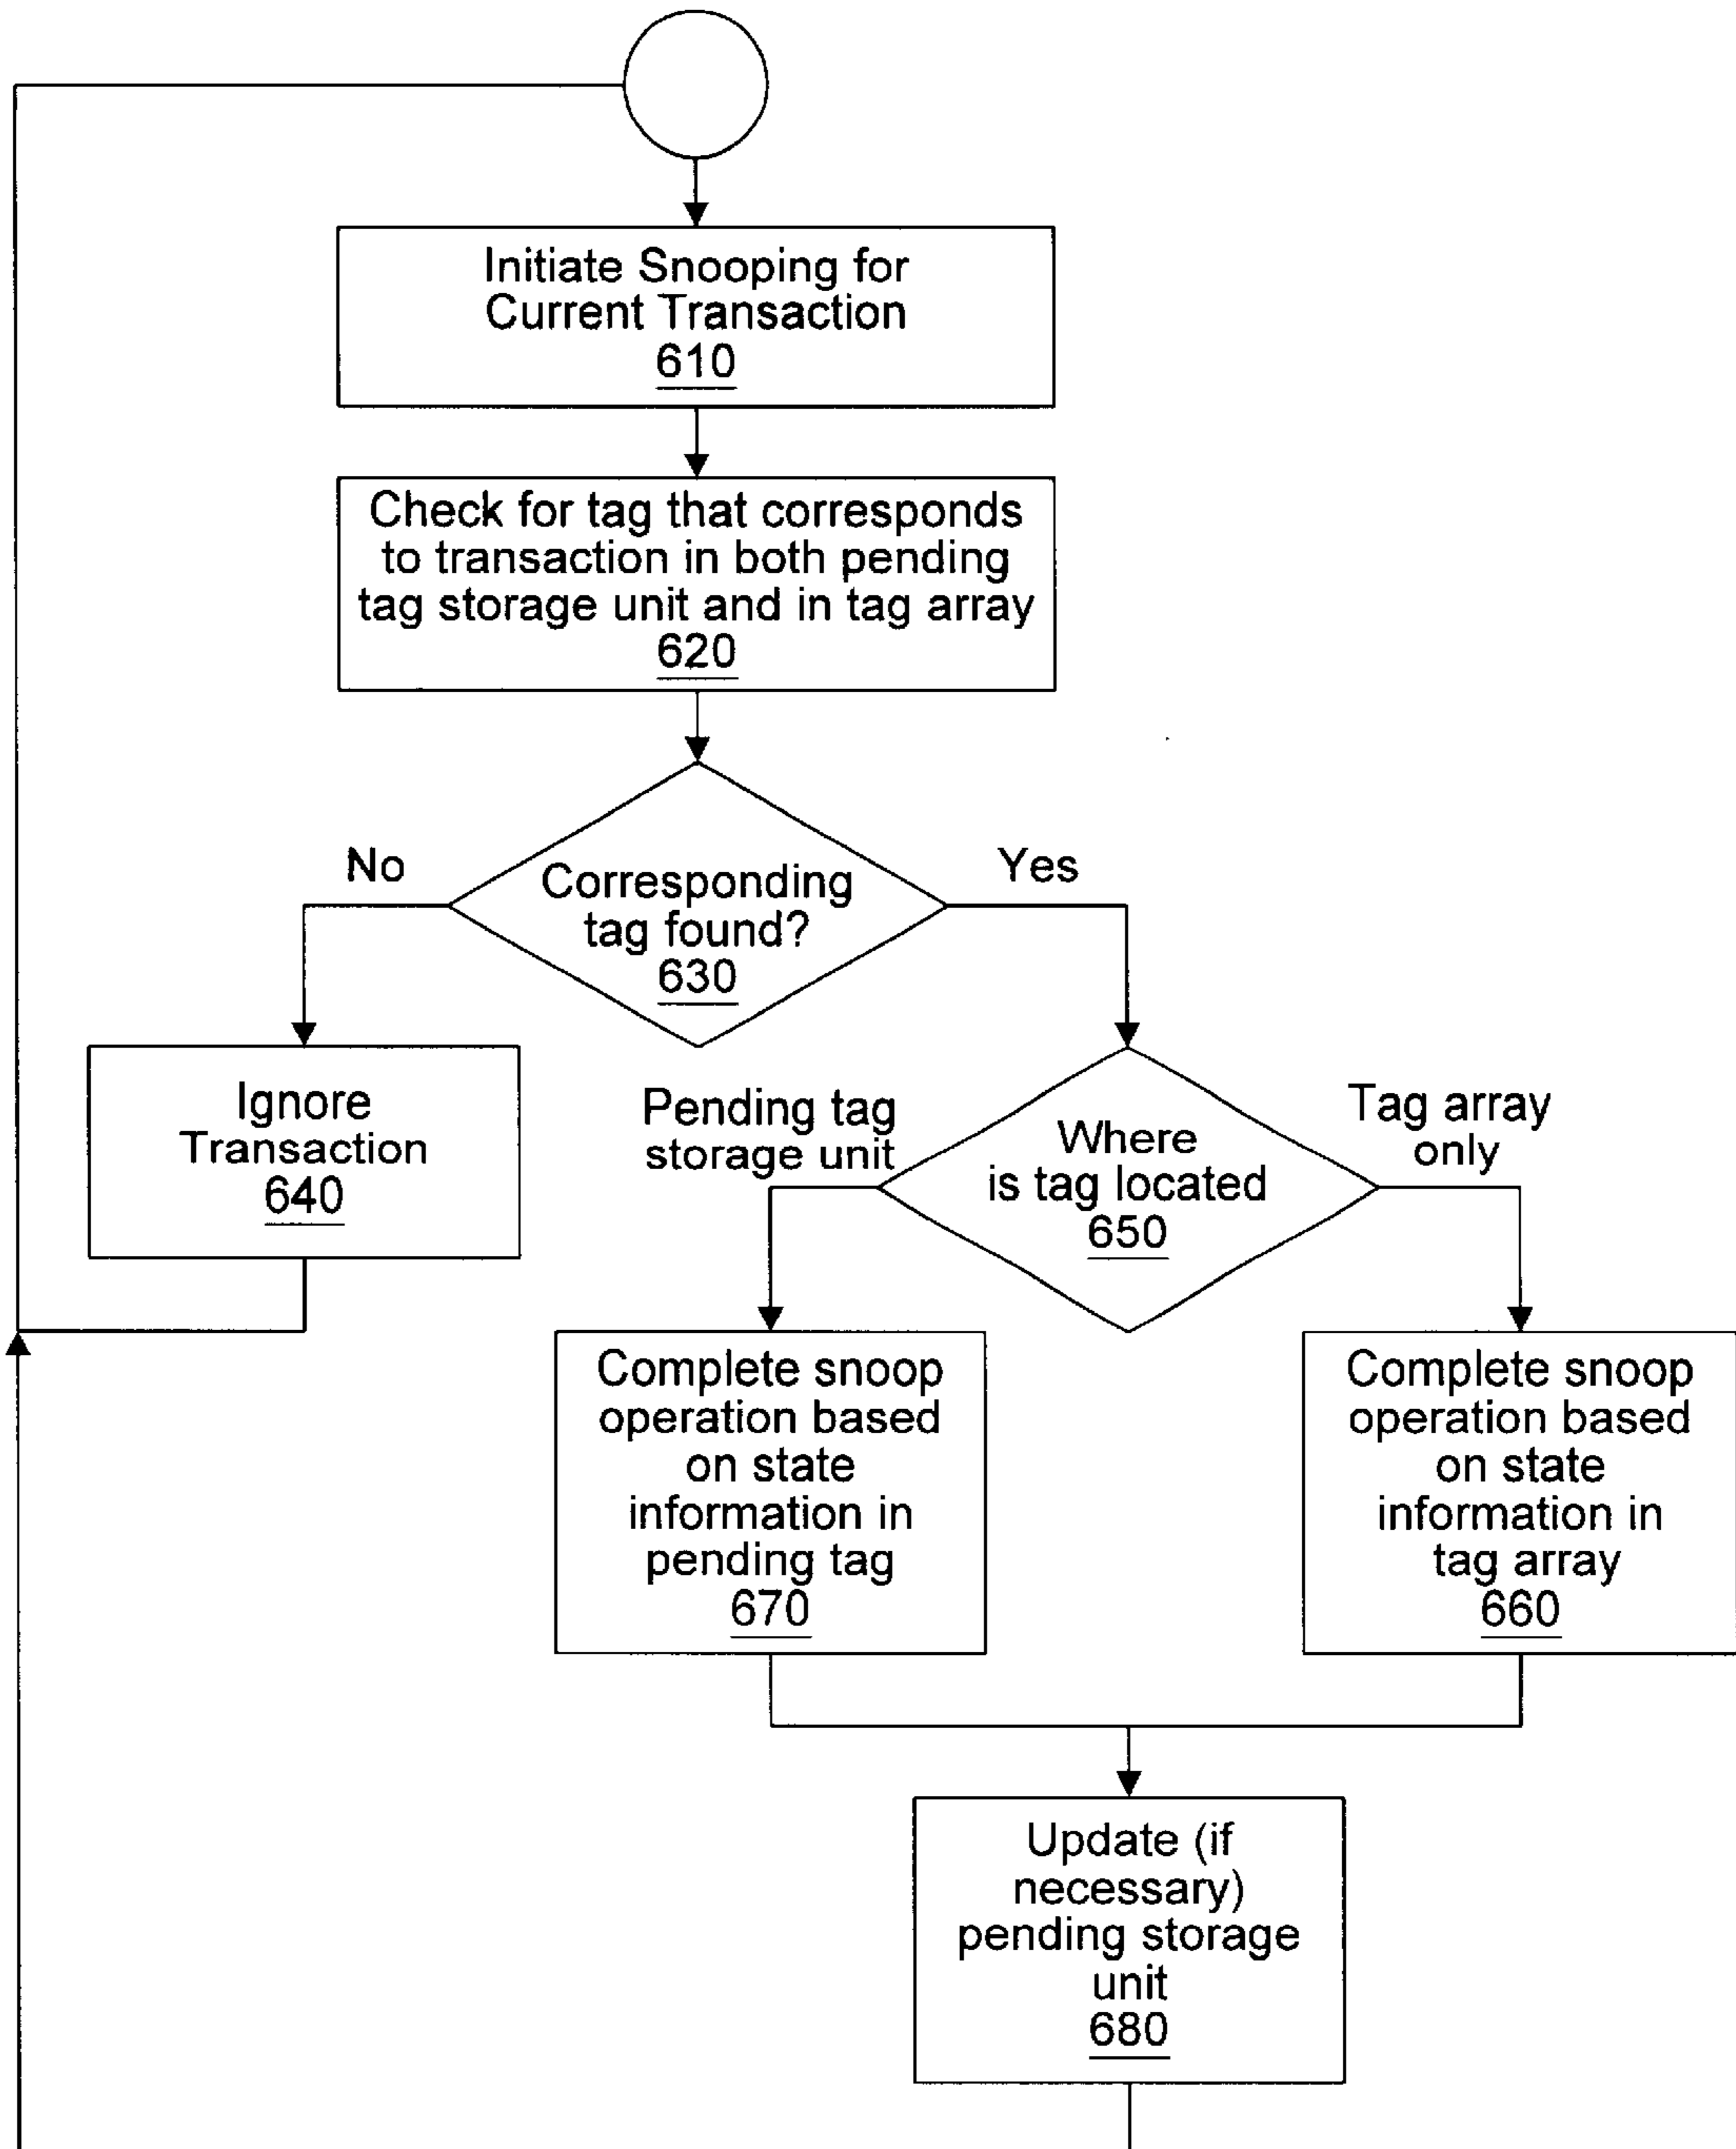 Initiate Snooping for
Current Transaction
610
Check for tag that corresponds
to transaction in both pending
tag storage unit and in tag array
620
No
Yes
Corresponding
tag found?
630
Ignore
Transaction
640
Pending tag
storage unit
Where
is tag located
650
Tag array
only
Complete snoop
operation based
on state
information in
pending tag
670
Complete snoop
operation based
on state
information in
tag array
660
Update (if
necessary)
pending storage
unit
680